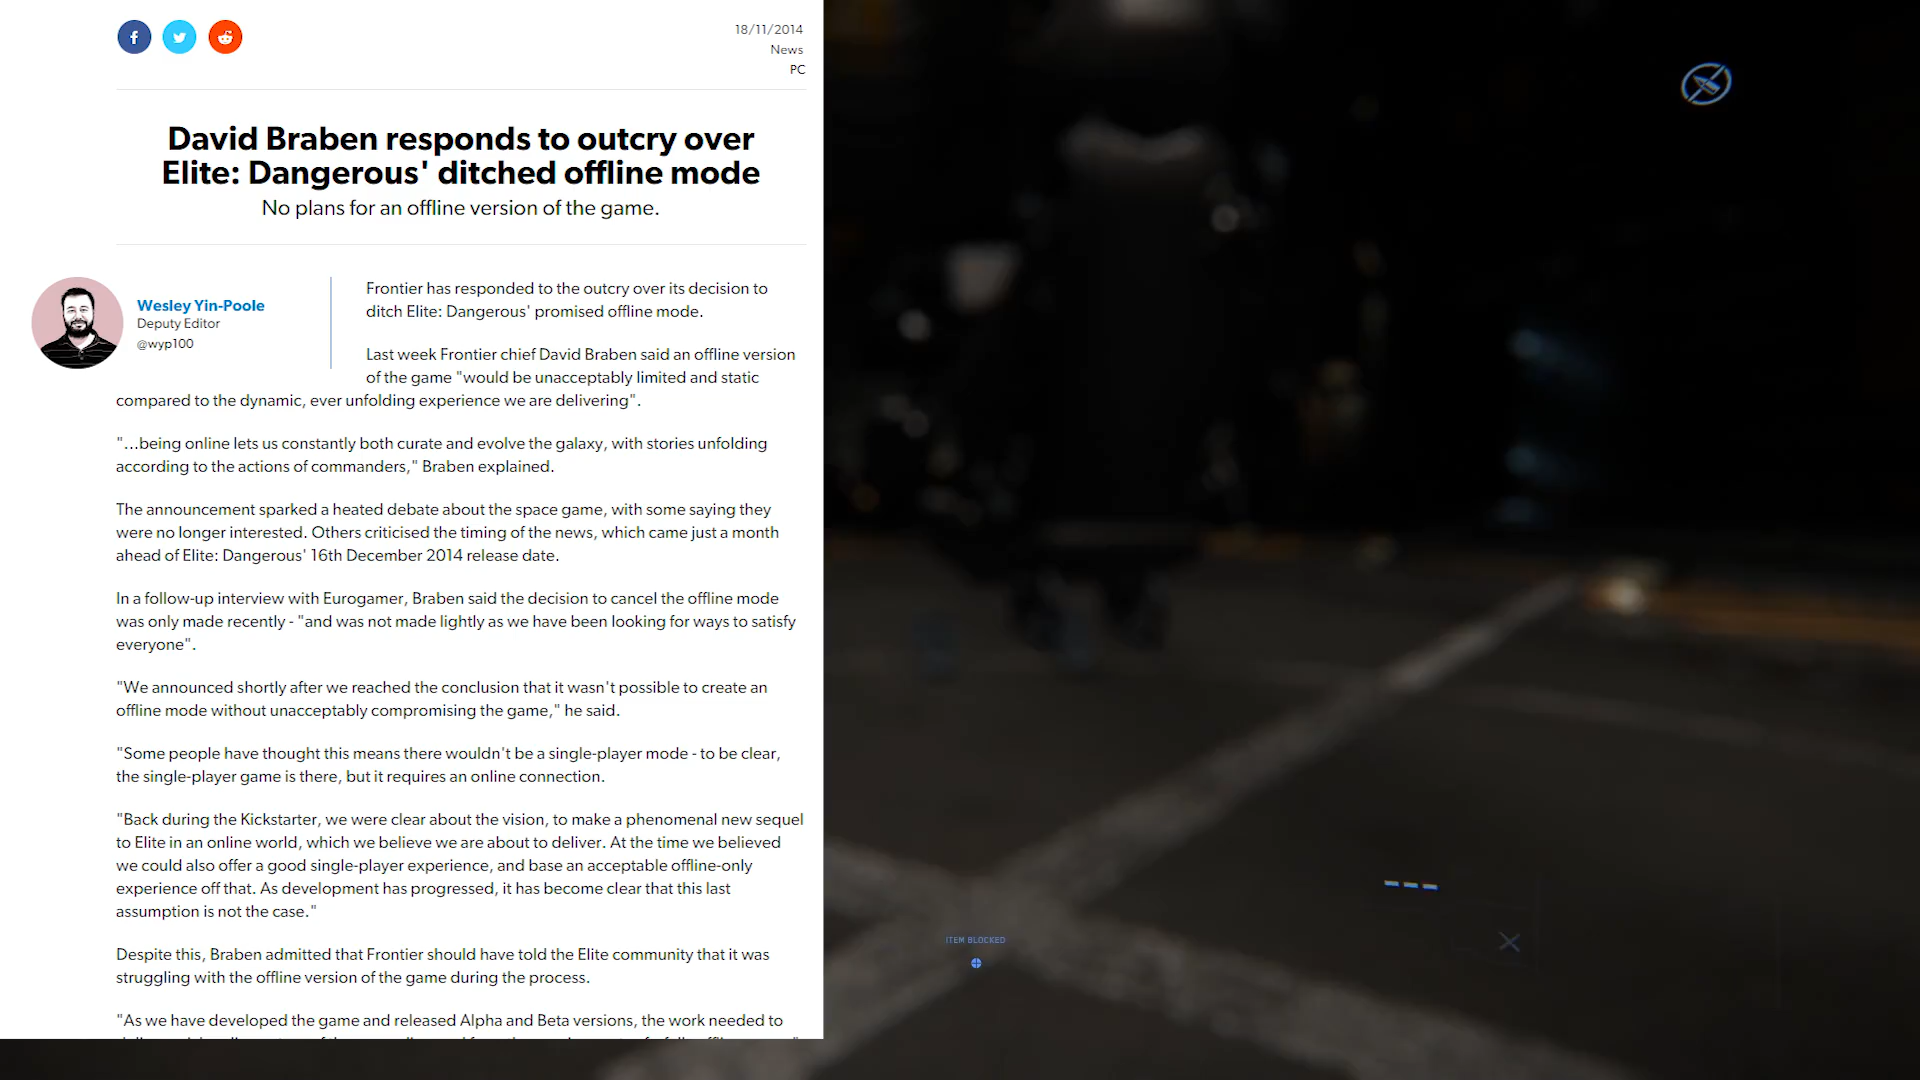 18/11/2014
News
PC
David Braben responds to outcry over
Elite: Dangerous' ditched offline mode
No plans for an offline version of the game.
Wesley Yin-Poole
Deputy Editor
@wyp100
Frontier has responded to the outcry over its decision to
ditch Elite: Dangerous' promised offline mode.
Last week Frontier chief David Braben said an offline version
of the game "would be unacceptably limited and static
compared to the dynamic, ever unfolding experience we are delivering".
"...being online lets us constantly both curate and evolve the galaxy, with stories unfolding
according to the actions of commanders," Braben explained.
The announcement sparked a heated debate about the space game, with some saying they
were no longer interested. Others criticised the timing of the news, which came just a month
ahead of Elite: Dangerous' 16th December 2014 release date.
In a follow-up interview with Eurogamer, Braben said the decision to cancel the offline mode
was only made recently - "and was not made lightly as we have been looking for ways to satisfy
everyone".
"We announced shortly after we reached the conclusion that it wasn't possible to create an
offline mode without unacceptably compromising the game," he said.
"Some people have thought this means there wouldn't be a single-player mode - to be clear,
the single-player game is there, but it requires an online connection.
"Back during the Kickstarter, we were clear about the vision, to make a phenomenal new sequel
to Elite in an online world, which we believe we are about to deliver. At the time we believed
we could also offer a good single-player experience, and base an acceptable offline-only
experience off that. As development has progressed, it has become clear that this last
assumption is not the case."
Despite this, Braben admitted that Frontier should have told the Elite community that it was
struggling with the offline version of the game during the process.
"As we have developed the game and released Alpha and Beta versions, the work needed to
ITEM BLOCKED